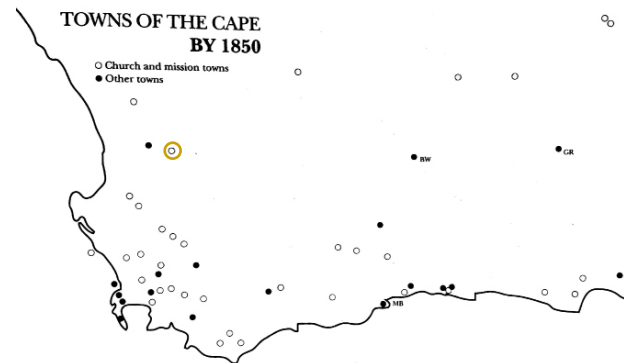 TOWNS OF THE CAPE
BY 1850
Church and mission towns
Other towns
BW
GR
MB